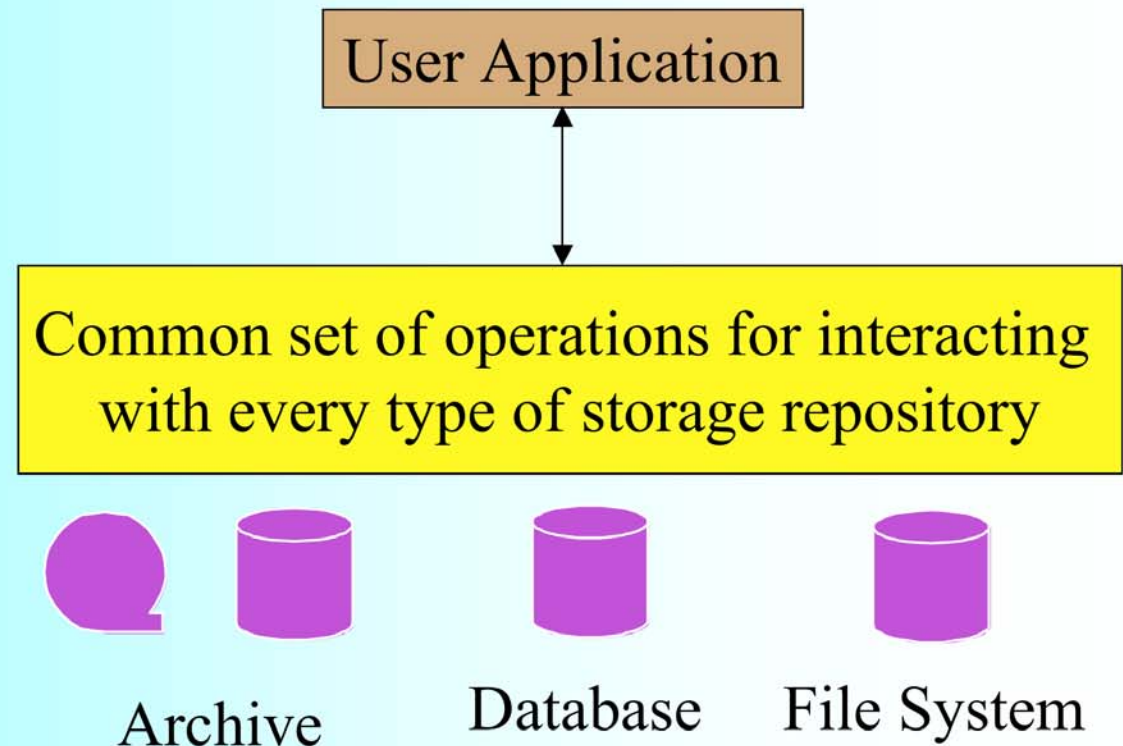 User Application
Common set of operations for interacting
with every type of storage repository
Archive
Database
File System